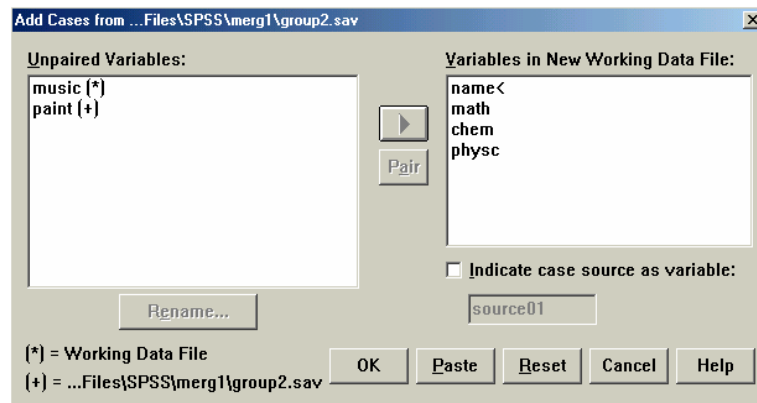 Add Cases from ...Files\SPSS\merg1\group2.sav
Unpaired Variables:
music (*)
paint (+)
Pair
Variables in New Working Data File:
name<
math
chem
physc
Indicate case source as variable:
source01
Rename...
(*) = Working Data File
(+) = ...Files\SPSS\merg1\group2.sav
OK
Paste
Reset
Cancel
Help